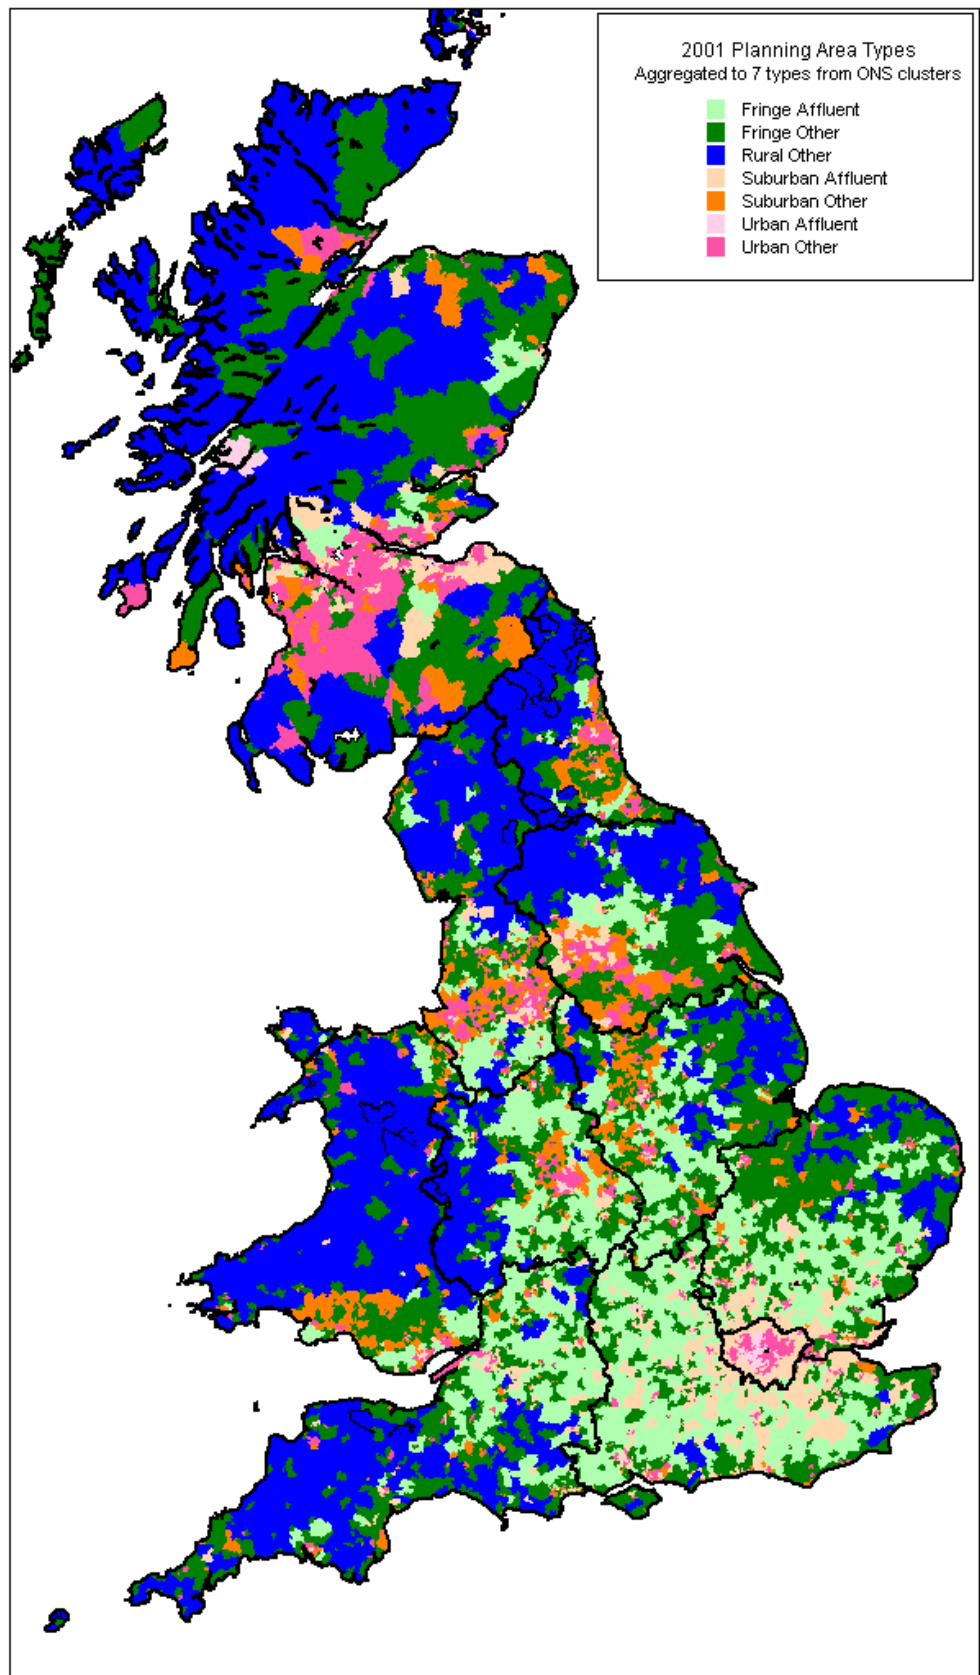 2001 Planning Area Types
Aggregated to 7 types from ONS clusters
Fringe Affluent
Fringe Other
Rural Other
Suburban Affluent
Suburban Other
Urban Affluent
Urban Other